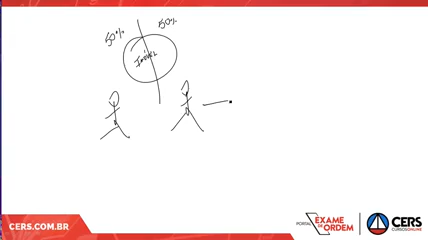 50% 50%
IMÓVEL
CERS.COM.BR
PORTAL EXAME DE ORDEM
CERS
CURSOS ONLINE